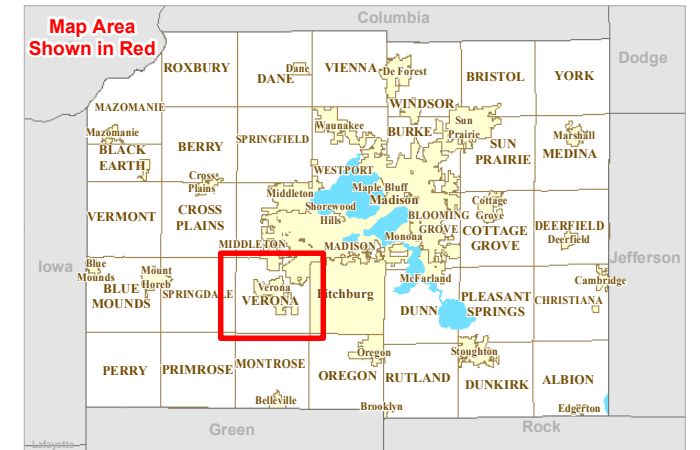 Map Area
Shown in Red
Columbia
Dodge
ROXBURY
DANE
Dane
VIENNA
De Forest
BRISTOL
YORK
MAZOMANIE
WINDSOR
Mazomanie
BLACK
EARTH
BERRY
SPRINGFIELD
Waunakee
BURKE
Sun
Prairie
SUN
PRAIRIE
Marshall
MEDINA
Cross
Plains
WESTPORT
Middleton
Maple Bluff
Madison
Shorewood
Hills
VERMONT
CROSS
PLAINS
BLOOMING
GROVE
Cottage
Grove
COTTAGE
GROVE
DEERFIELD
Deerfield
MIDDLETON
MADISON
Monona
Iowa
Jefferson
Blue
Mounds
Mount
Horeb
BLUE
MOUNDS
SPRINGDALE
Verona
VERONA
Fitchburg
McFarland
DUNN
PLEASANT
SPRINGS
Cambridge
CHRISTIANA
PERRY
PRIMROSE
MONTROSE
Oregon
OREGON
RUTLAND
Stoughton
DUNKIRK
ALBION
Belleville
Brooklyn
Edgerton
Green
Rock
Lafayette